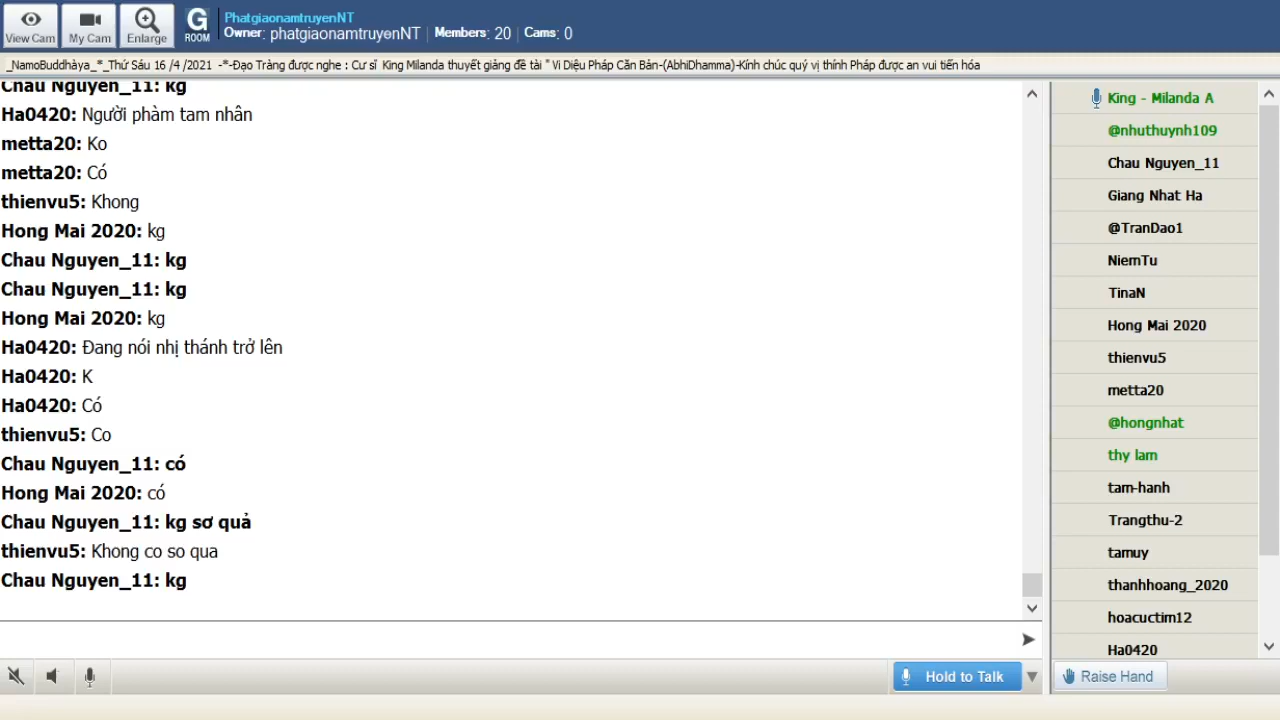 View Cam
My Cam
Enlarge
G
ROOM
PhatgiaonamtruyenNT
Owner: phatgiaonamtruyenNT | Members: 20 | Cams: 0
_NamoBuddhàya_*_Thứ Sáu 16 /4 /2021 -*-Đạo Tràng được nghe : Cư sĩ King Milanda thuyết giảng đề tài " Vi Diệu Pháp Căn Bản-(AbhiDhamma)-Kính chúc quý vị thính Pháp được an vui tiến hóa
Chau Nguyen_11: kg
Ha0420: Người phàm tam nhân
metta20: Ko
metta20: Có
thienvu5: Khong
Hong Mai 2020: kg
Chau Nguyen_11: kg
Chau Nguyen_11: kg
Hong Mai 2020: kg
Ha0420: Đang nói nhị thánh trở lên
Ha0420: K
Ha0420: Có
thienvu5: Co
Chau Nguyen_11: có
Hong Mai 2020: có
Chau Nguyen_11: kg sơ quả
thienvu5: Khong co so qua
Chau Nguyen_11: kg
King - Milanda A
@nhuthuynh109
Chau Nguyen_11
Giang Nhat Ha
@TranDao1
NiemTu
TinaN
Hong Mai 2020
thienvu5
metta20
@hongnhat
thy lam
tam-hanh
Trangthu-2
tamuy
thanhhoang_2020
hoacuctim12
Ha0420
Hold to Talk
Raise Hand